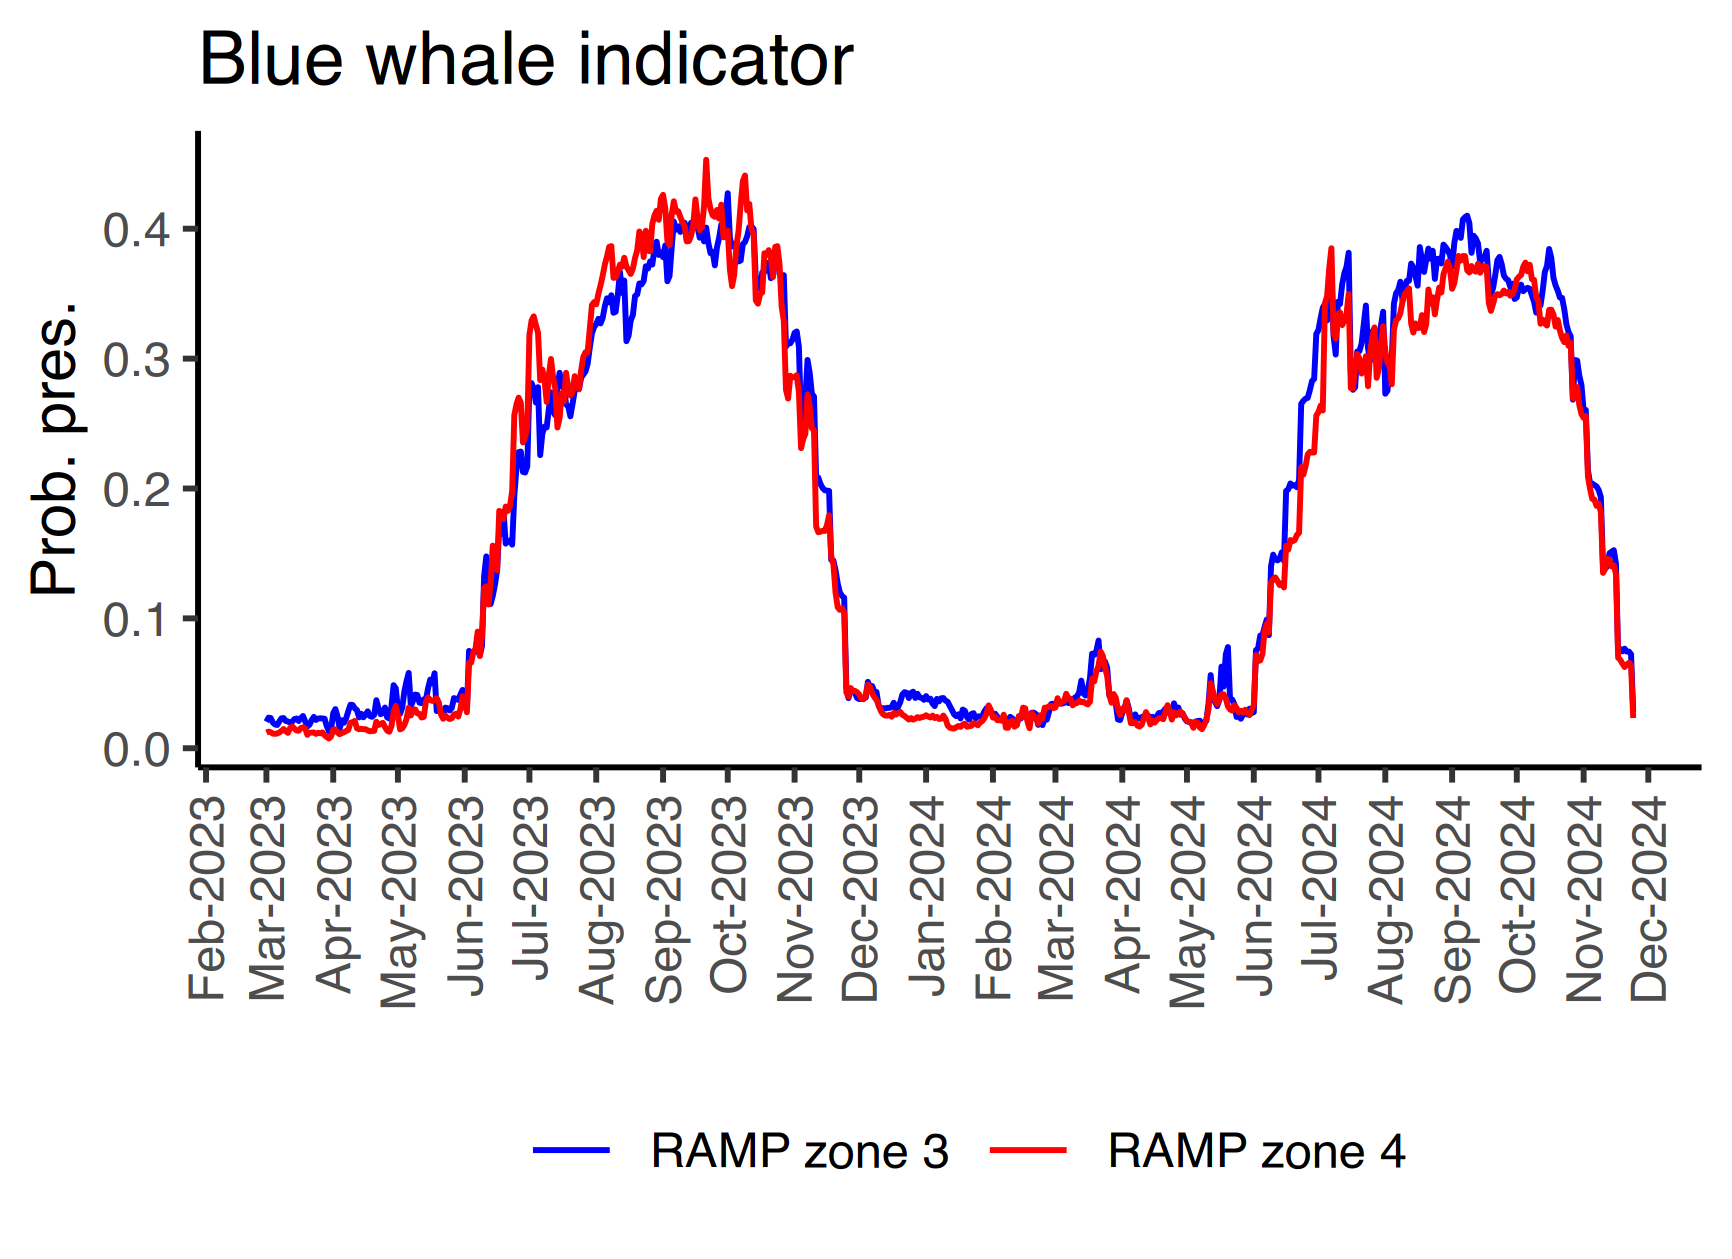 Blue whale indicator
Prob. pres.
0.4
0.3
0.2
0.1
0.0
Feb-2023
Mar-2023
Apr-2023
May-2023
Jun-2023
Jul-2023
Aug-2023
Sep-2023
Oct-2023
Nov-2023
Dec-2023
Jan-2024
Feb-2024
Mar-2024
Apr-2024
May-2024
Jun-2024
Jul-2024
Aug-2024
Sep-2024
Oct-2024
Nov-2024
Dec-2024
RAMP zone 3
RAMP zone 4